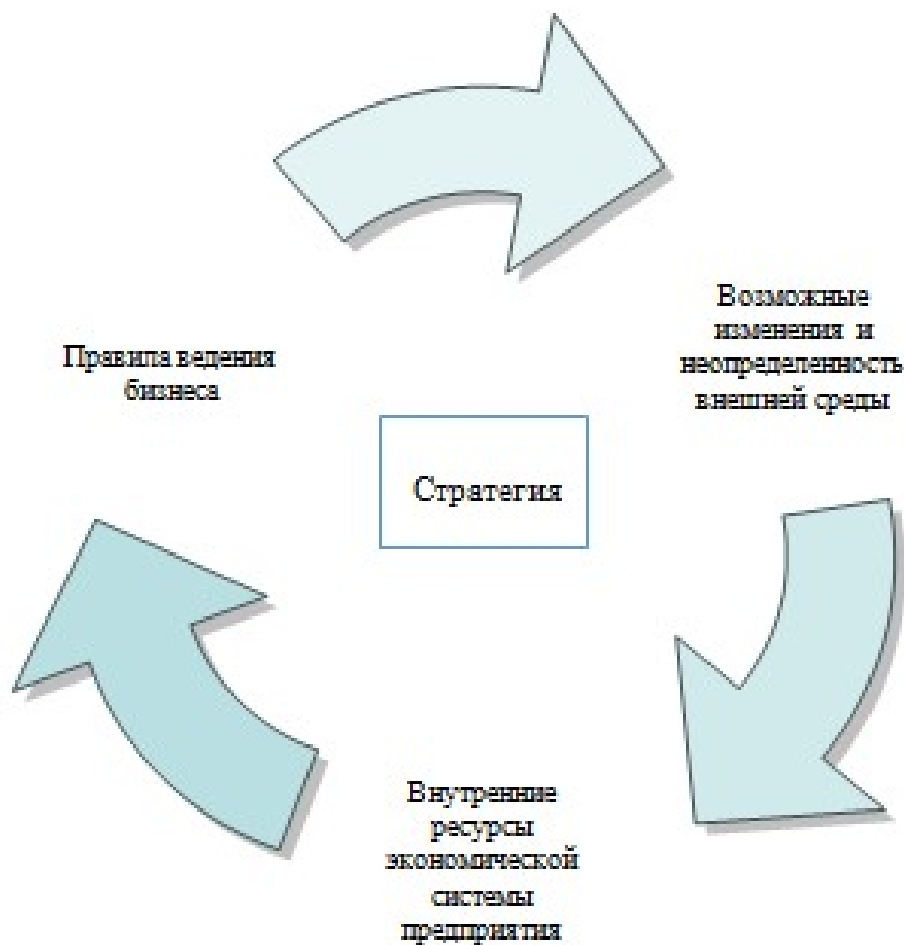 Возможные
изменения и
неопределенность
внешней среды
Правила ведения
бизнеса
Стратегия
Внутренние
ресурсы
экономической
системы
предприятия